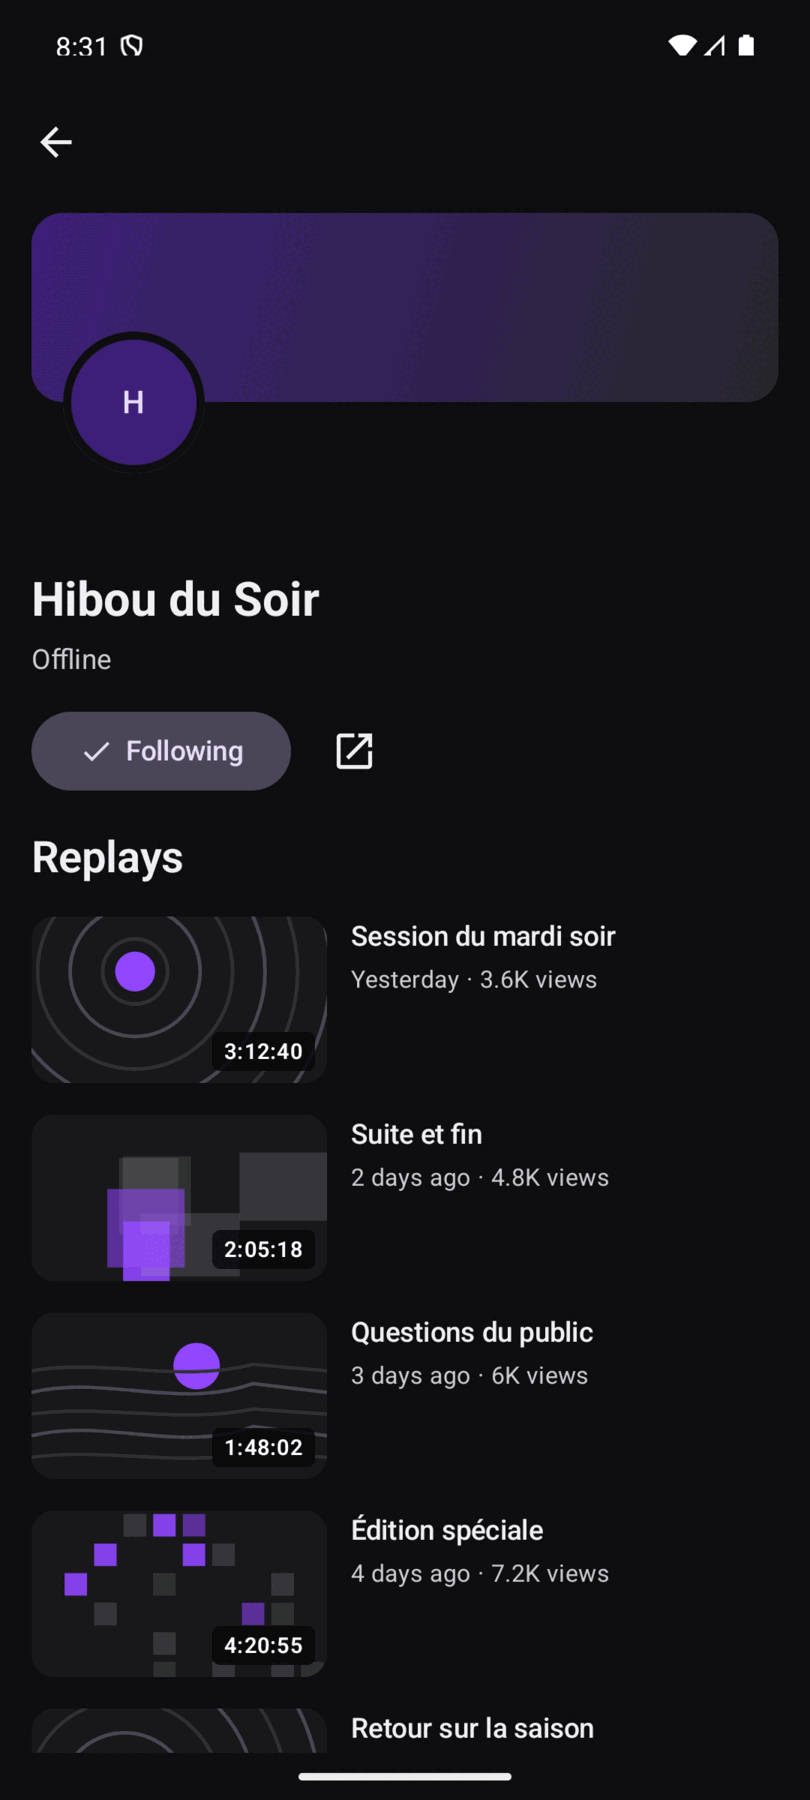 8:31
H
Hibou du Soir
Offline
Following
Replays
Session du mardi soir
Yesterday · 3.6K views
3:12:40
Suite et fin
2 days ago · 4.8K views
2:05:18
Questions du public
3 days ago · 6K views
1:48:02
Édition spéciale
4 days ago · 7.2K views
4:20:55
Retour sur la saison